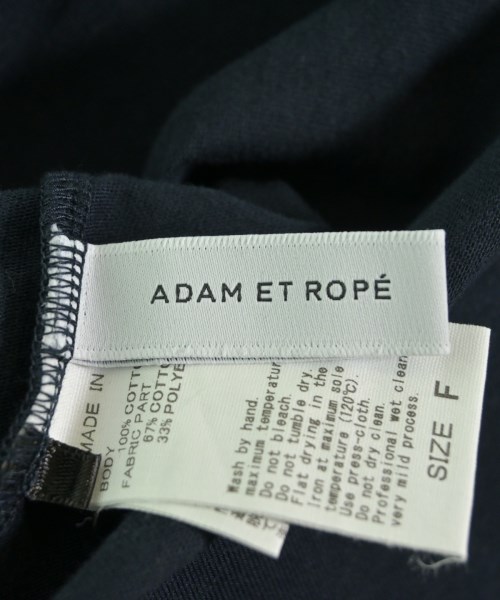 ADAM ET ROPÉ
MADE IN
BODY
100% COTTO
FABRIC PART
67% COTTO
33% POLYE
Wash by hand.
maximum temperatur
Do not bleach.
Do not tumble dry.
Flat drying in the
Iron at maximum sole
temperature (120°C).
Use press-cloth.
Do not dry clean.
Professional wet clean
very mild process.
SIZE F